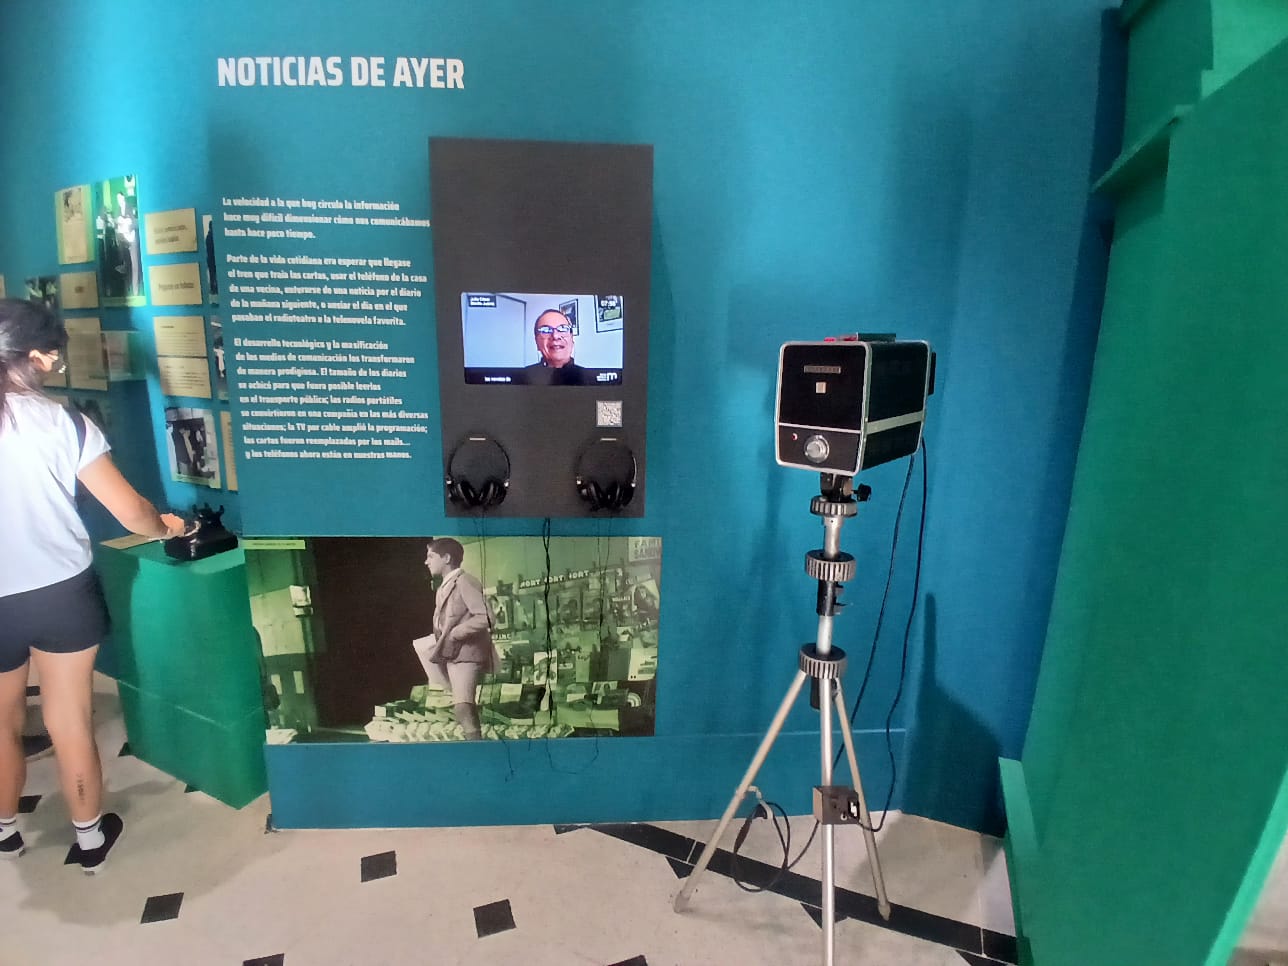 NOTICIAS DE AYER
La velocidad a la que hoy circula la información
hace muy difícil dimensionar cómo nos comunicábamos
hasta hace poco tiempo.
Parte de la vida cotidiana era esperar que llegase
el tren que traía las cartas, usar el teléfono de la casa
de una vecina, enterarse de una noticia por el diario
de la mañana siguiente, o ansiar el día en el que
pasaban el radioteatro o la telenovela favorita.
El desarrollo tecnológico y la masificación
de los medios de comunicación los transformaron
de manera prodigiosa. El tamaño de los diarios
se achicó para que fuera posible leerlos
en el transporte público; las radios portátiles
se convirtieron en una compañía en las más diversas
situaciones; la TV por cable amplió la programación;
las cartas fueron reemplazadas por los mails...
y los teléfonos ahora están en nuestras manos.